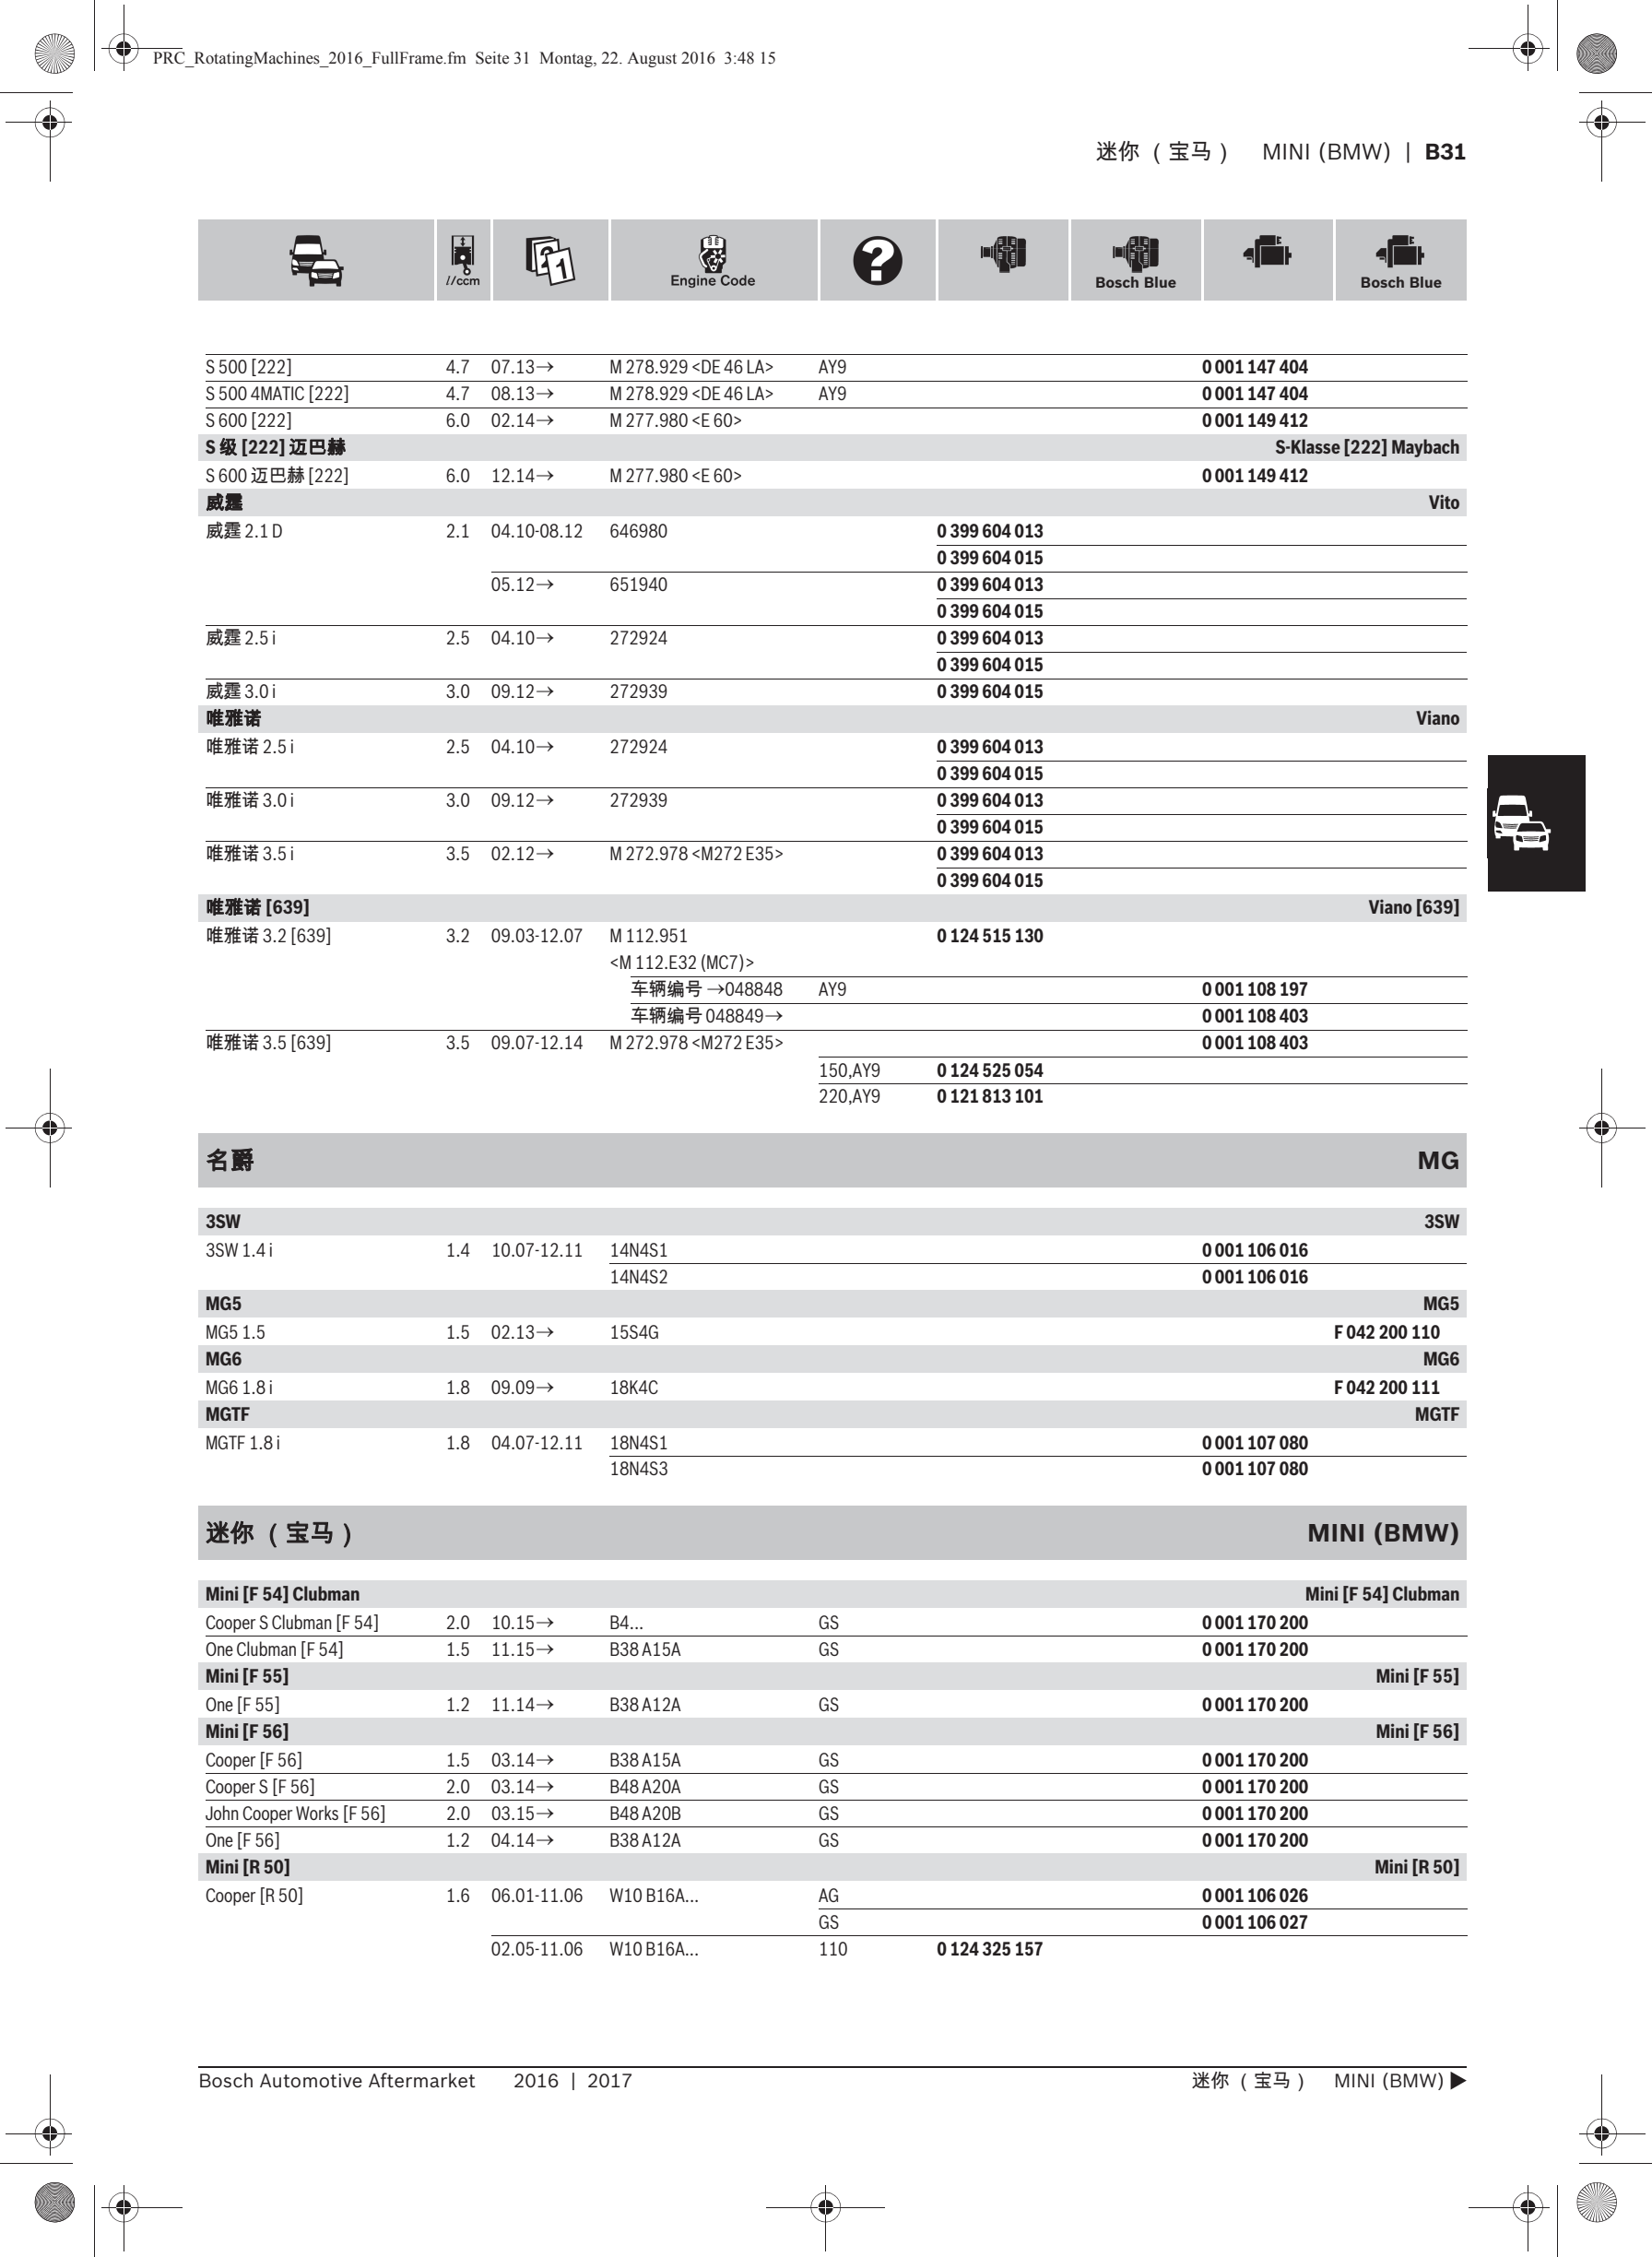 PRC_RotatingMachines_2016_FullFrame.fm Seite 31 Montag, 22. August 2016 3:48 15
迷你 ( 宝马 ) MINI (BMW) | B31
l/ccm Engine Code ? Bosch Blue Bosch Blue
S 500 [222] 4.7 07.13→ M 278.929 <DE 46 LA> AY9 0 001 147 404
S 500 4MATIC [222] 4.7 08.13→ M 278.929 <DE 46 LA> AY9 0 001 147 404
S 600 [222] 6.0 02.14→ M 277.980 <E 60> 0 001 149 412
S 级 [222] 迈巴赫 S-Klasse [222] Maybach
S 600 迈巴赫 [222] 6.0 12.14→ M 277.980 <E 60> 0 001 149 412
威霆 Vito
威霆 2.1 D 2.1 04.10-08.12 646980 0 399 604 013
0 399 604 015
05.12→ 651940 0 399 604 013
0 399 604 015
威霆 2.5 i 2.5 04.10→ 272924 0 399 604 013
0 399 604 015
威霆 3.0 i 3.0 09.12→ 272939 0 399 604 015
唯雅诺 Viano
唯雅诺 2.5 i 2.5 04.10→ 272924 0 399 604 013
0 399 604 015
唯雅诺 3.0 i 3.0 09.12→ 272939 0 399 604 013
0 399 604 015
唯雅诺 3.5 i 3.5 02.12→ M 272.978 <M272 E35> 0 399 604 013
0 399 604 015
唯雅诺 [639] Viano [639]
唯雅诺 3.2 [639] 3.2 09.03-12.07 M 112.951 0 124 515 130
<M 112.E32 (MC7)>
车辆编号 →048848 AY9 0 001 108 197
车辆编号 048849→ 0 001 108 403
唯雅诺 3.5 [639] 3.5 09.07-12.14 M 272.978 <M272 E35> 0 001 108 403
150,AY9 0 124 525 054
220,AY9 0 121 813 101
名爵 MG
3SW 3SW
3SW 1.4 i 1.4 10.07-12.11 14N4S1 0 001 106 016
14N4S2 0 001 106 016
MG5 MG5
MG5 1.5 1.5 02.13→ 15S4G F 042 200 110
MG6 MG6
MG6 1.8 i 1.8 09.09→ 18K4C F 042 200 111
MGTF MGTF
MGTF 1.8 i 1.8 04.07-12.11 18N4S1 0 001 107 080
18N4S3 0 001 107 080
迷你 ( 宝马 ) MINI (BMW)
Mini [F 54] Clubman Mini [F 54] Clubman
Cooper S Clubman [F 54] 2.0 10.15→ B4... GS 0 001 170 200
One Clubman [F 54] 1.5 11.15→ B38 A15A GS 0 001 170 200
Mini [F 55] Mini [F 55]
One [F 55] 1.2 11.14→ B38 A12A GS 0 001 170 200
Mini [F 56] Mini [F 56]
Cooper [F 56] 1.5 03.14→ B38 A15A GS 0 001 170 200
Cooper S [F 56] 2.0 03.14→ B48 A20A GS 0 001 170 200
John Cooper Works [F 56] 2.0 03.15→ B48 A20B GS 0 001 170 200
One [F 56] 1.2 04.14→ B38 A12A GS 0 001 170 200
Mini [R 50] Mini [R 50]
Cooper [R 50] 1.6 06.01-11.06 W10 B16A... AG 0 001 106 026
GS 0 001 106 027
02.05-11.06 W10 B16A... 110 0 124 325 157
Bosch Automotive Aftermarket 2016 | 2017 迷你 ( 宝马 ) MINI (BMW) ▶